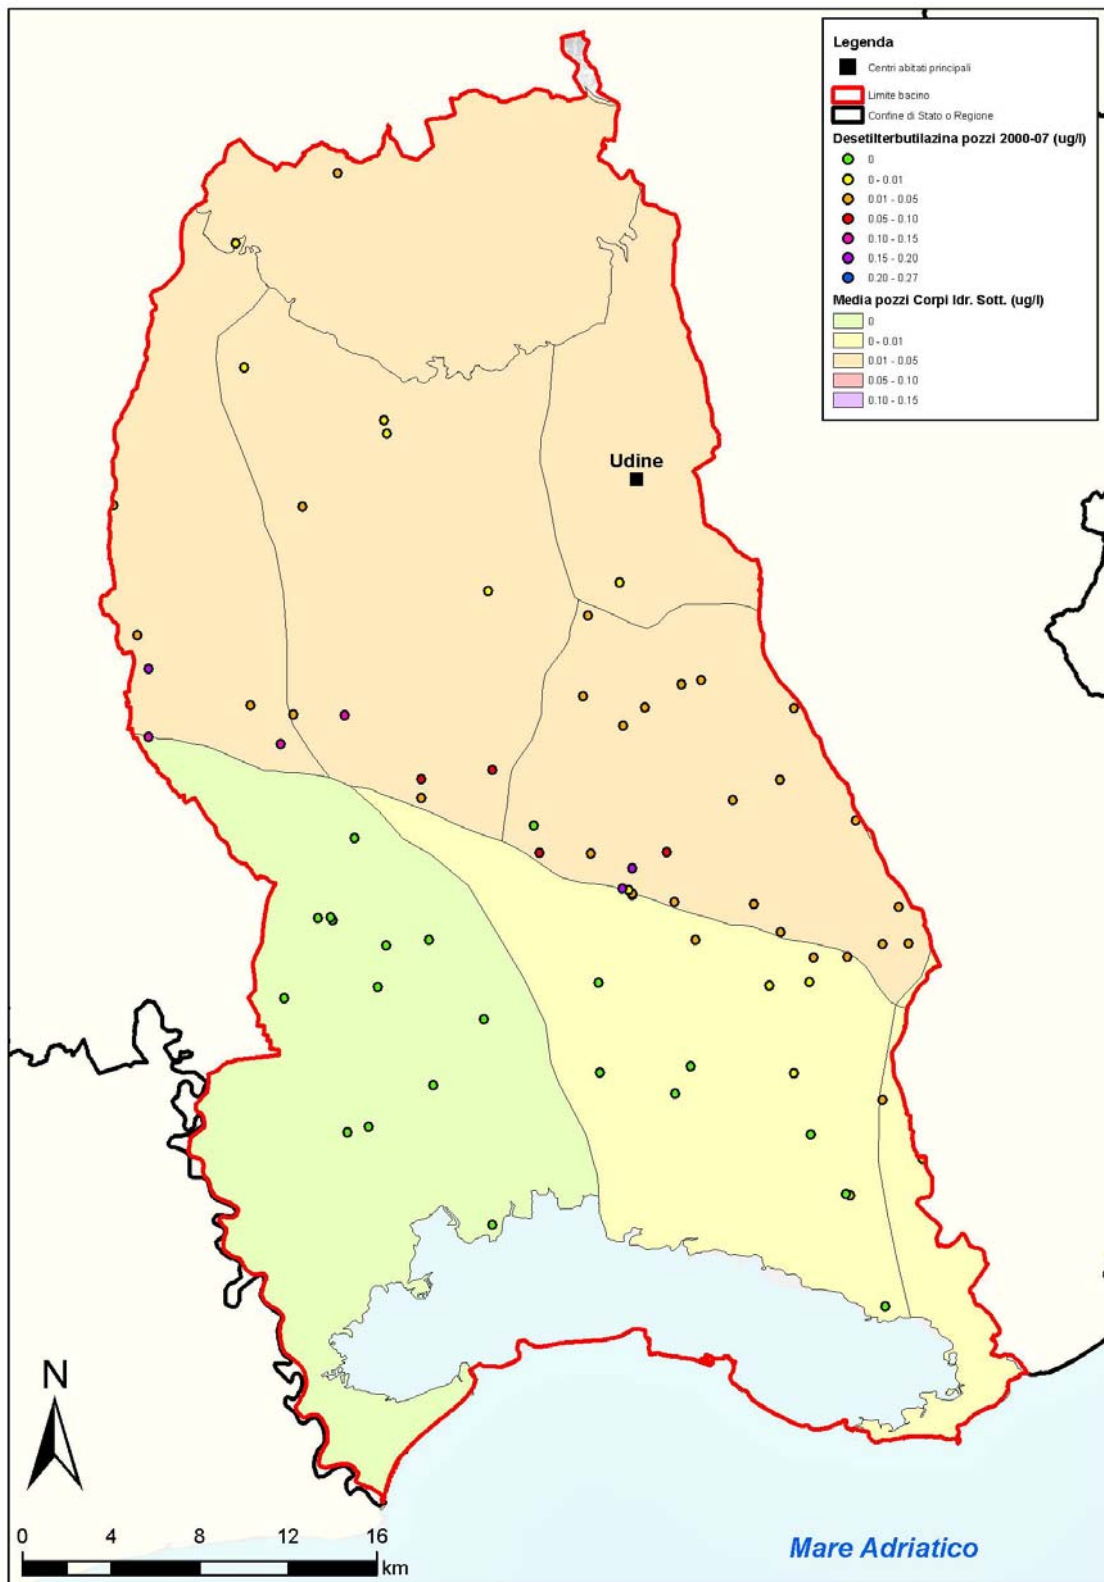 Legenda
Centri abitati principali
Limite bacino
Confine di Stato o Regione
Desetilterbutilazina pozzi 2000-07 (ug/l)
0
0 - 0.01
0.01 - 0.05
0.05 - 0.10
0.10 - 0.15
0.15 - 0.20
0.20 - 0.27
Media pozzi Corpi Idr. Sott. (ug/l)
0
0 - 0.01
0.01 - 0.05
0.05 - 0.10
0.10 - 0.15
Udine
N
0 4 8 12 16
km
Mare Adriatico